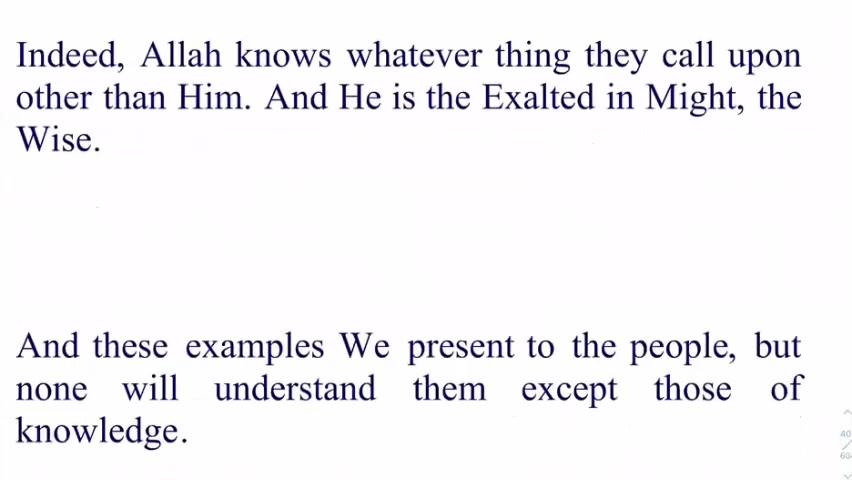 Indeed, Allah knows whatever thing they call upon
other than Him. And He is the Exalted in Might, the
Wise.
And these examples We present to the people, but
none will understand them except those of
knowledge.
40